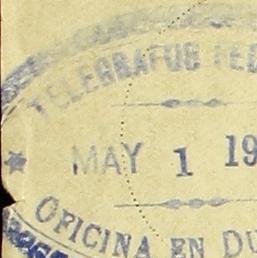 TELEGRAFOS FED
MAY 1 19
OFICINA EN DU